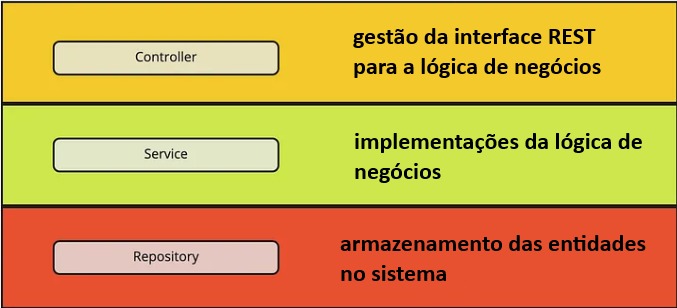 Controller
gestão da interface REST
para a lógica de negócios
Service
implementações da lógica de
negócios
Repository
armazenamento das entidades
no sistema